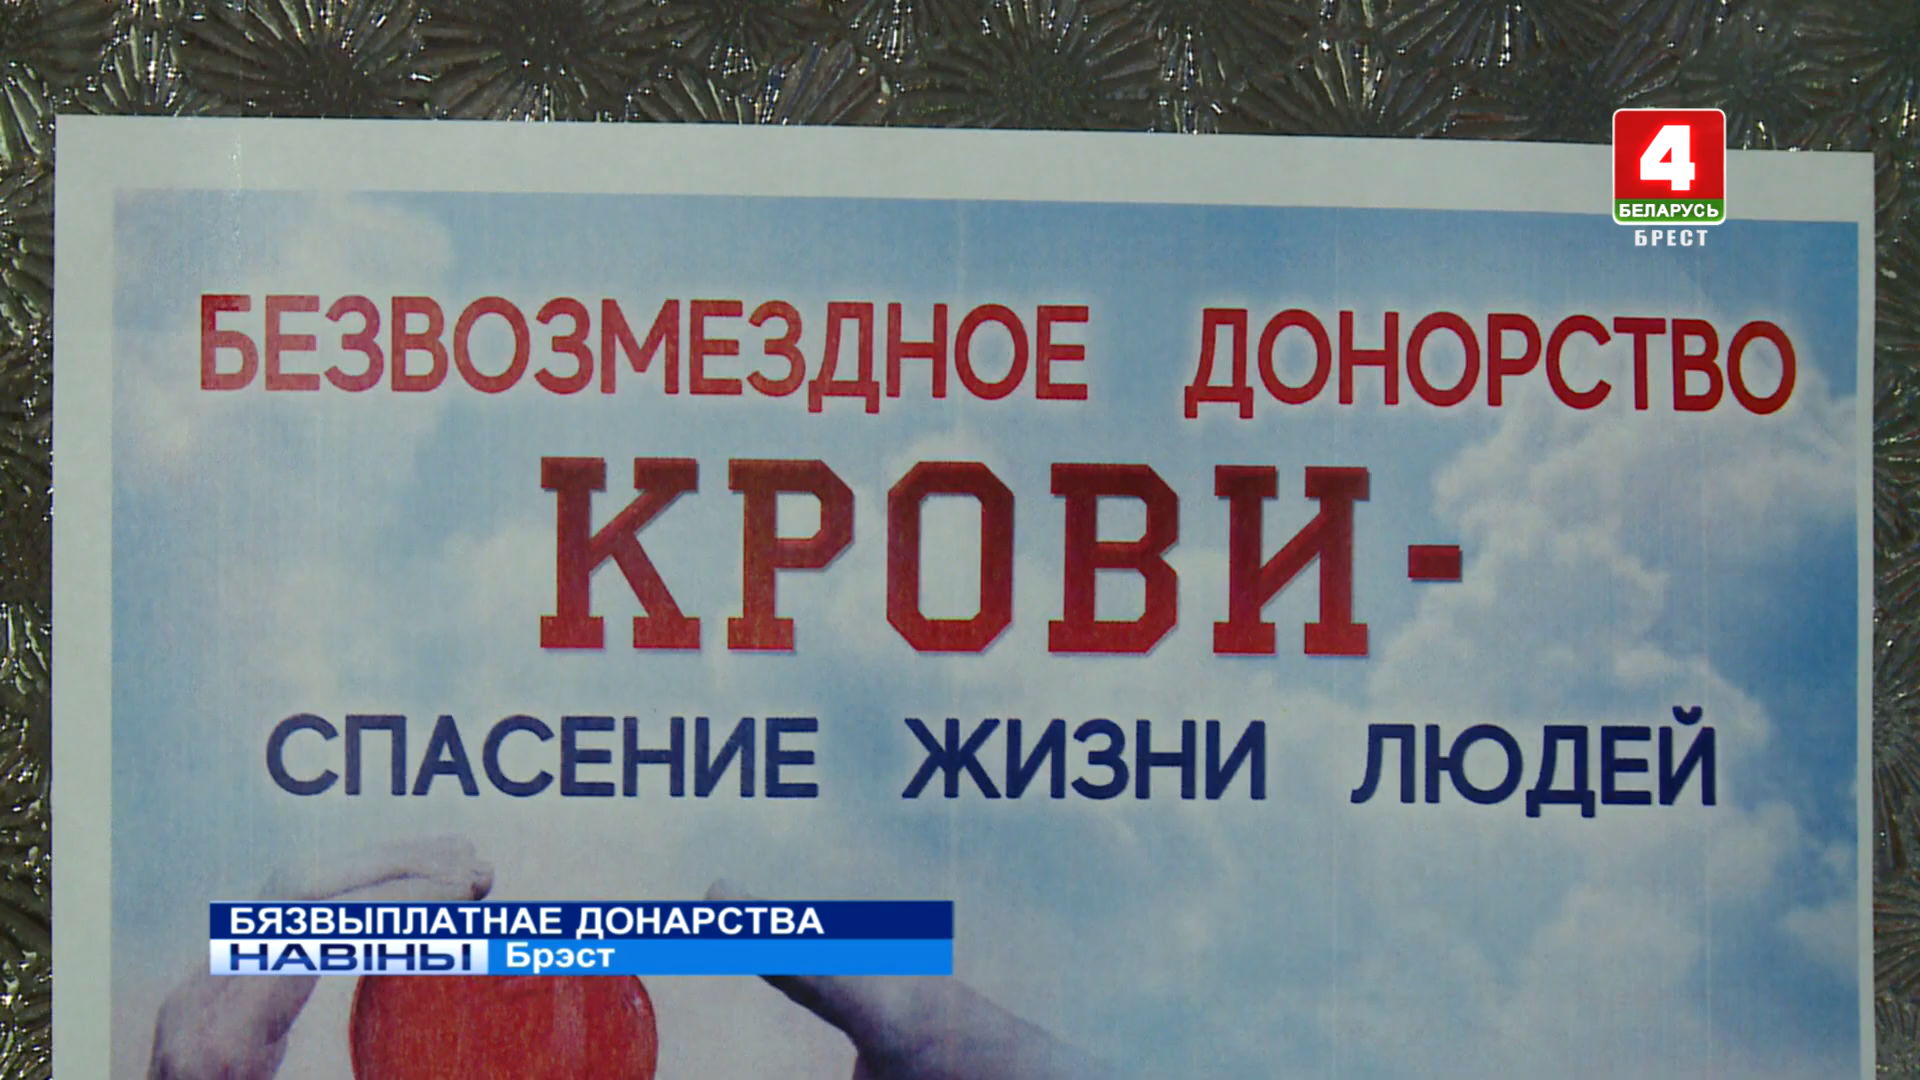 4
БЕЛАРУСЬ
БРЕСТ
БЕЗВОЗМЕЗДНОЕ ДОНОРСТВО
КРОВИ-
СПАСЕНИЕ ЖИЗНИ ЛЮДЕЙ
БЯЗВЫПЛАТНАЕ ДОНАРСТВА
НАВІНЫ Брэст